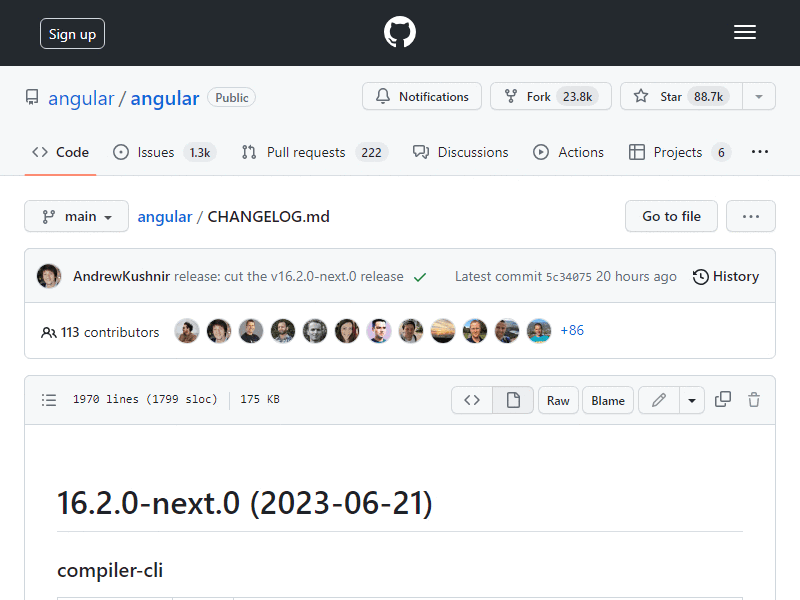 Sign up
angular / angular Public
Notifications
Fork 23.8k
Star 88.7k
Code
Issues 1.3k
Pull requests 222
Discussions
Actions
Projects 6
main
angular / CHANGELOG.md
Go to file
AndrewKushnir release: cut the v16.2.0-next.0 release
Latest commit 5c34075 20 hours ago
History
113 contributors
+86
1970 lines (1799 sloc)
175 KB
Raw
Blame
16.2.0-next.0 (2023-06-21)
compiler-cli